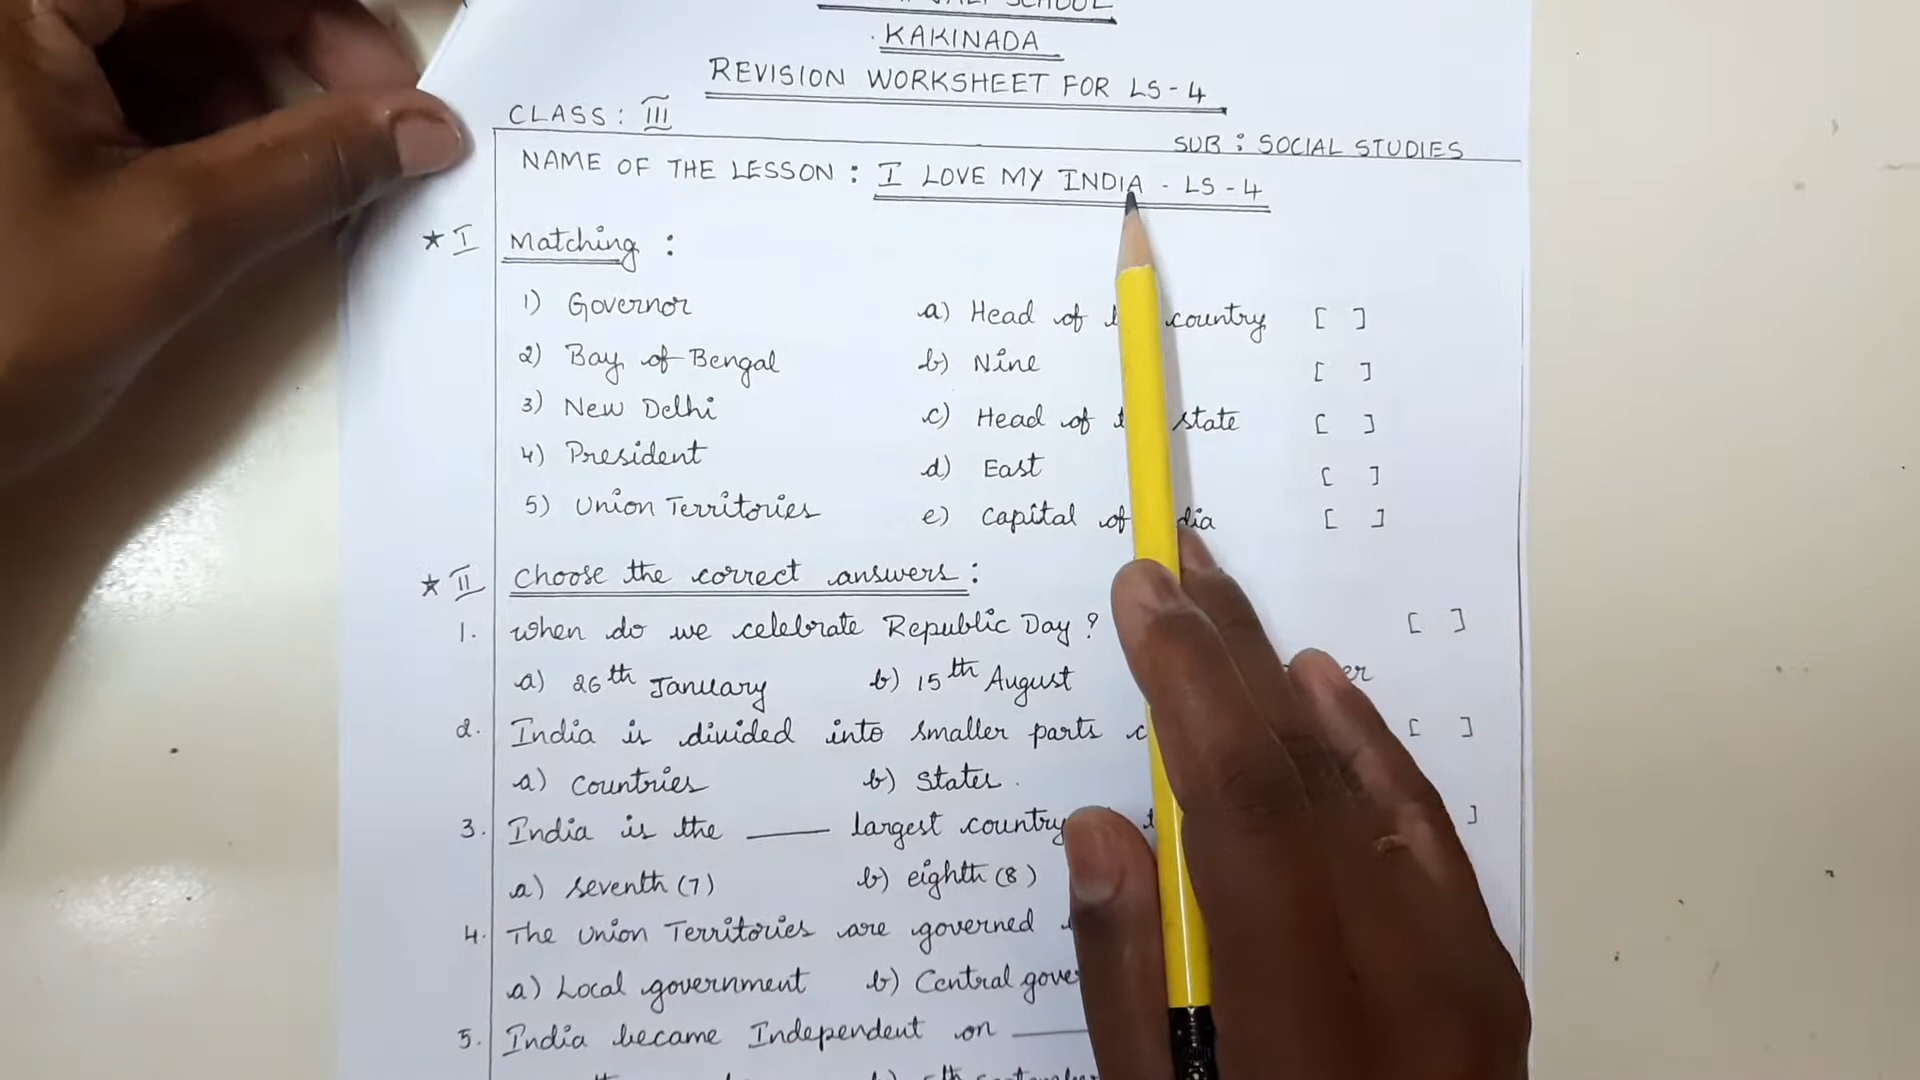 SCHOOL
KAKINADA
REVISION WORKSHEET FOR LS - 4
CLASS : III
SUB : SOCIAL STUDIES
NAME OF THE LESSON : I LOVE MY INDIA - LS - 4
★ I Matching :
1) Governor a) Head of country [ ]
2) Bay of Bengal b) Nine [ ]
3) New Delhi c) Head of state [ ]
4) President d) East [ ]
5) Union Territories e) Capital of [ ]
★ II Choose the correct answers :
1. When do we celebrate Republic Day ? [ ]
a) 26th January b) 15th August
2. India is divided into smaller parts [ ]
a) Countries b) States .
3. India is the ____ largest country ]
a) Seventh (7) b) eighth (8)
4. The Union Territories are governed
a) Local government b) Central
5. India became Independent on ____